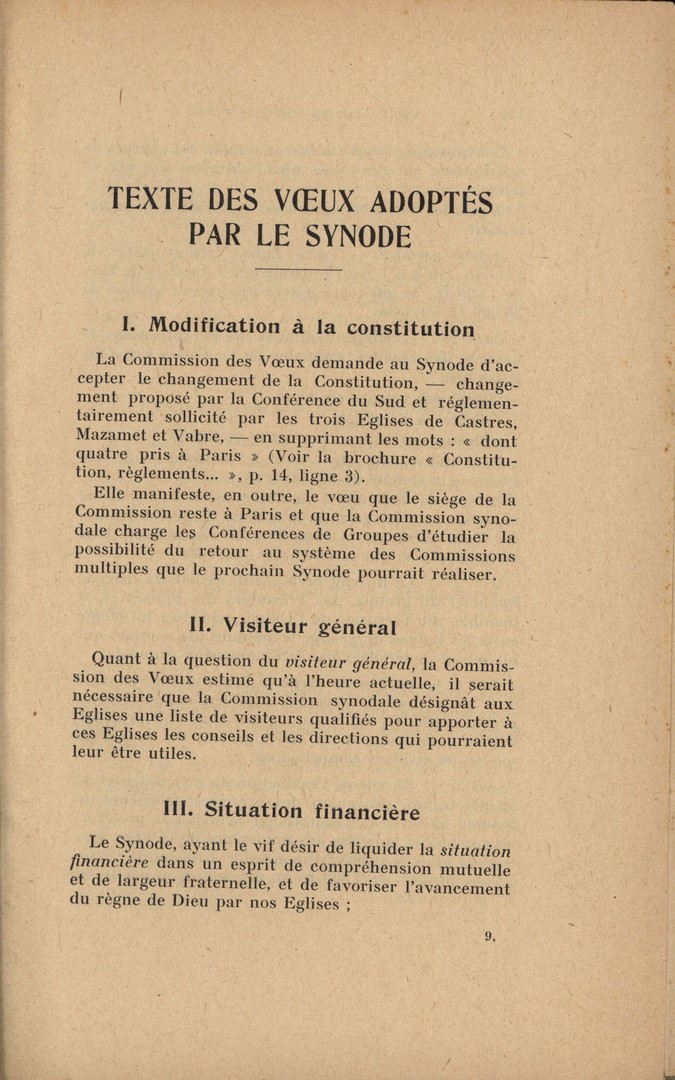 TEXTE DES VŒUX ADOPTÉS
PAR LE SYNODE
I. Modification à la constitution
La Commission des Vœux demande au Synode d'ac-
cepter le changement de la Constitution, — change-
ment proposé par la Conférence du Sud et réglemen-
tairement sollicité par les trois Eglises de Castres,
Mazamet et Vabre, — en supprimant les mots : « dont
quatre pris à Paris » (Voir la brochure « Constitu-
tion, règlements... », p. 14, ligne 3).
Elle manifeste, en outre, le vœu que le siège de la
Commission reste à Paris et que la Commission syno-
dale charge les Conférences de Groupes d'étudier la
possibilité du retour au système des Commissions
multiples que le prochain Synode pourrait réaliser.
II. Visiteur général
Quant à la question du visiteur général, la Commis-
sion des Vœux estime qu'à l'heure actuelle, il serait
nécessaire que la Commission synodale désignât aux
Eglises une liste de visiteurs qualifiés pour apporter à
ces Eglises les conseils et les directions qui pourraient
leur être utiles.
III. Situation financière
Le Synode, ayant le vif désir de liquider la situation
financière dans un esprit de compréhension mutuelle
et de largeur fraternelle, et de favoriser l'avancement
du règne de Dieu par nos Eglises ;
9.